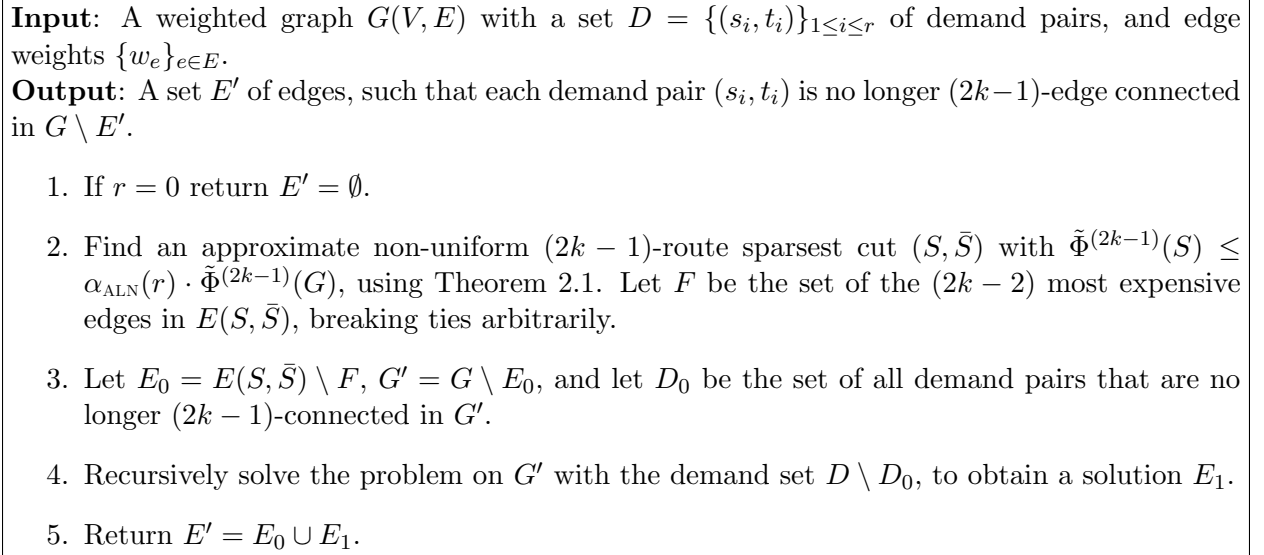 Input: A weighted graph G(V, E) with a set D = {(s_i, t_i)}_{1≤i≤r} of demand pairs, and edge
weights {w_e}_{e∈E}.
Output: A set E′ of edges, such that each demand pair (s_i, t_i) is no longer (2k−1)-edge connected
in G \ E′.
1. If r = 0 return E′ = ∅.
2. Find an approximate non-uniform (2k − 1)-route sparsest cut (S, S̄) with Φ̃^{(2k−1)}(S) ≤
α_{ALN}(r) · Φ̃^{(2k−1)}(G), using Theorem 2.1. Let F be the set of the (2k − 2) most expensive
edges in E(S, S̄), breaking ties arbitrarily.
3. Let E_0 = E(S, S̄) \ F, G′ = G \ E_0, and let D_0 be the set of all demand pairs that are no
longer (2k − 1)-connected in G′.
4. Recursively solve the problem on G′ with the demand set D \ D_0, to obtain a solution E_1.
5. Return E′ = E_0 ∪ E_1.